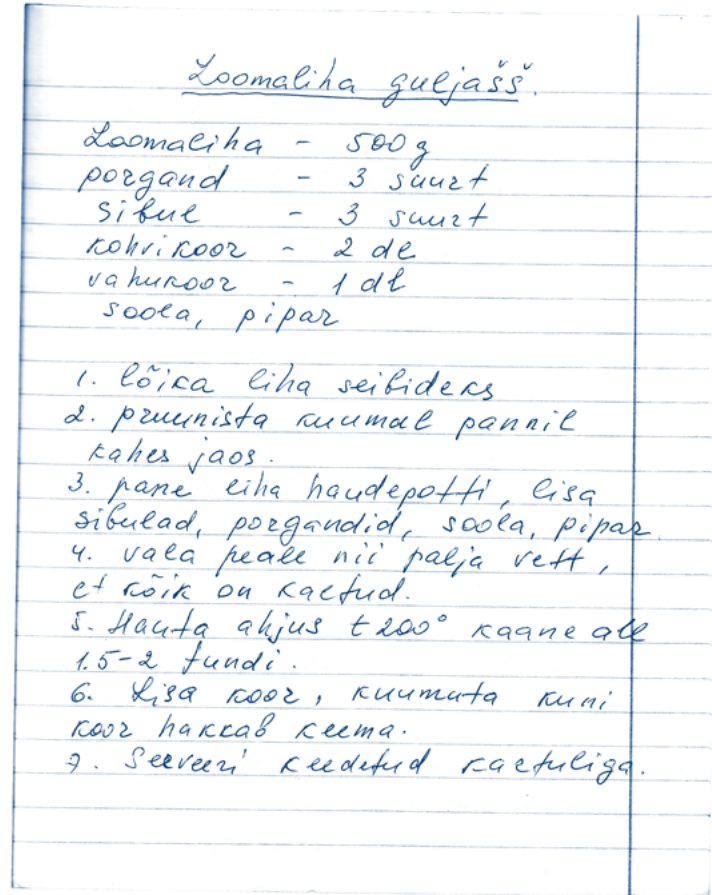 Loomaliha guljašš.
Loomaliha - 500 g
porgand - 3 suurt
sibul - 3 suurt
kohvikoor - 2 dl
vahukoor - 1 dl
soola, pipar
1. lõika liha seibideks
2. pruunista kuumal pannil
kahes jaos.
3. pane liha haudepotti, lisa
sibulad, porgandid, soola, pipar.
4. vala peale nii palja vett,
et kõik on kaetud.
5. Hauta ahjus t 200° kaane all
1.5-2 tundi.
6. Lisa koor, kuumuta kuni
koor hakkab keema.
7. Serveeri keedetud kartuliga.